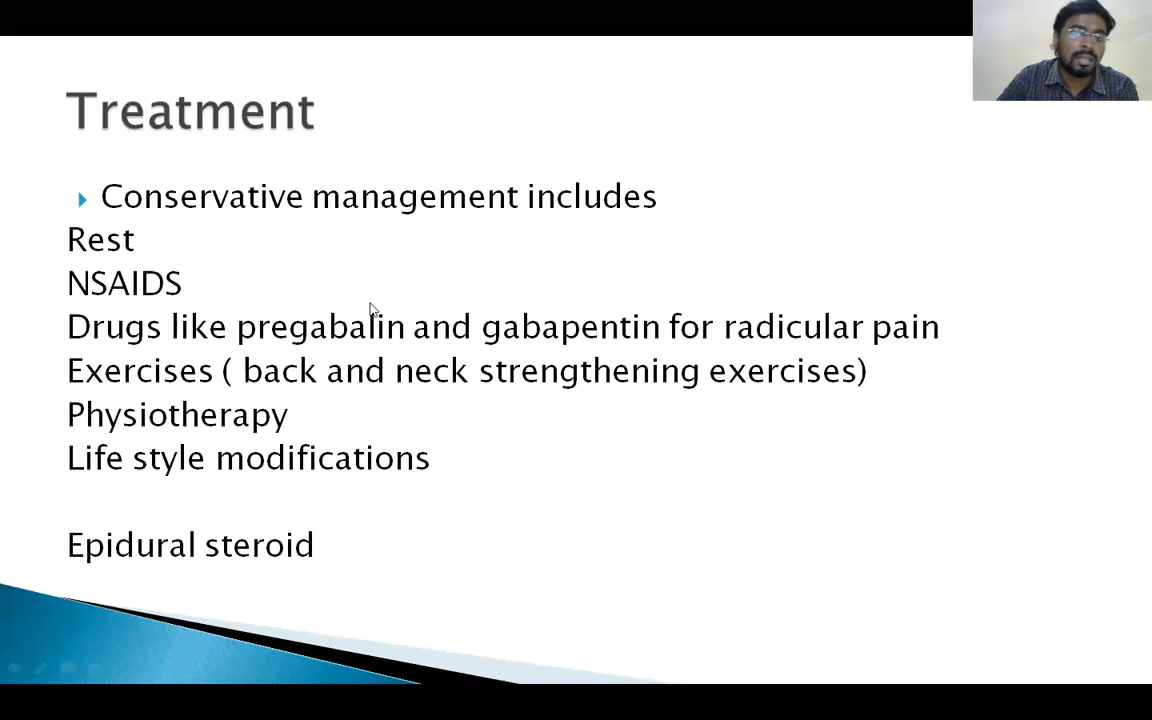 Treatment
Conservative management includes
Rest
NSAIDS
Drugs like pregabalin and gabapentin for radicular pain
Exercises ( back and neck strengthening exercises)
Physiotherapy
Life style modifications
Epidural steroid